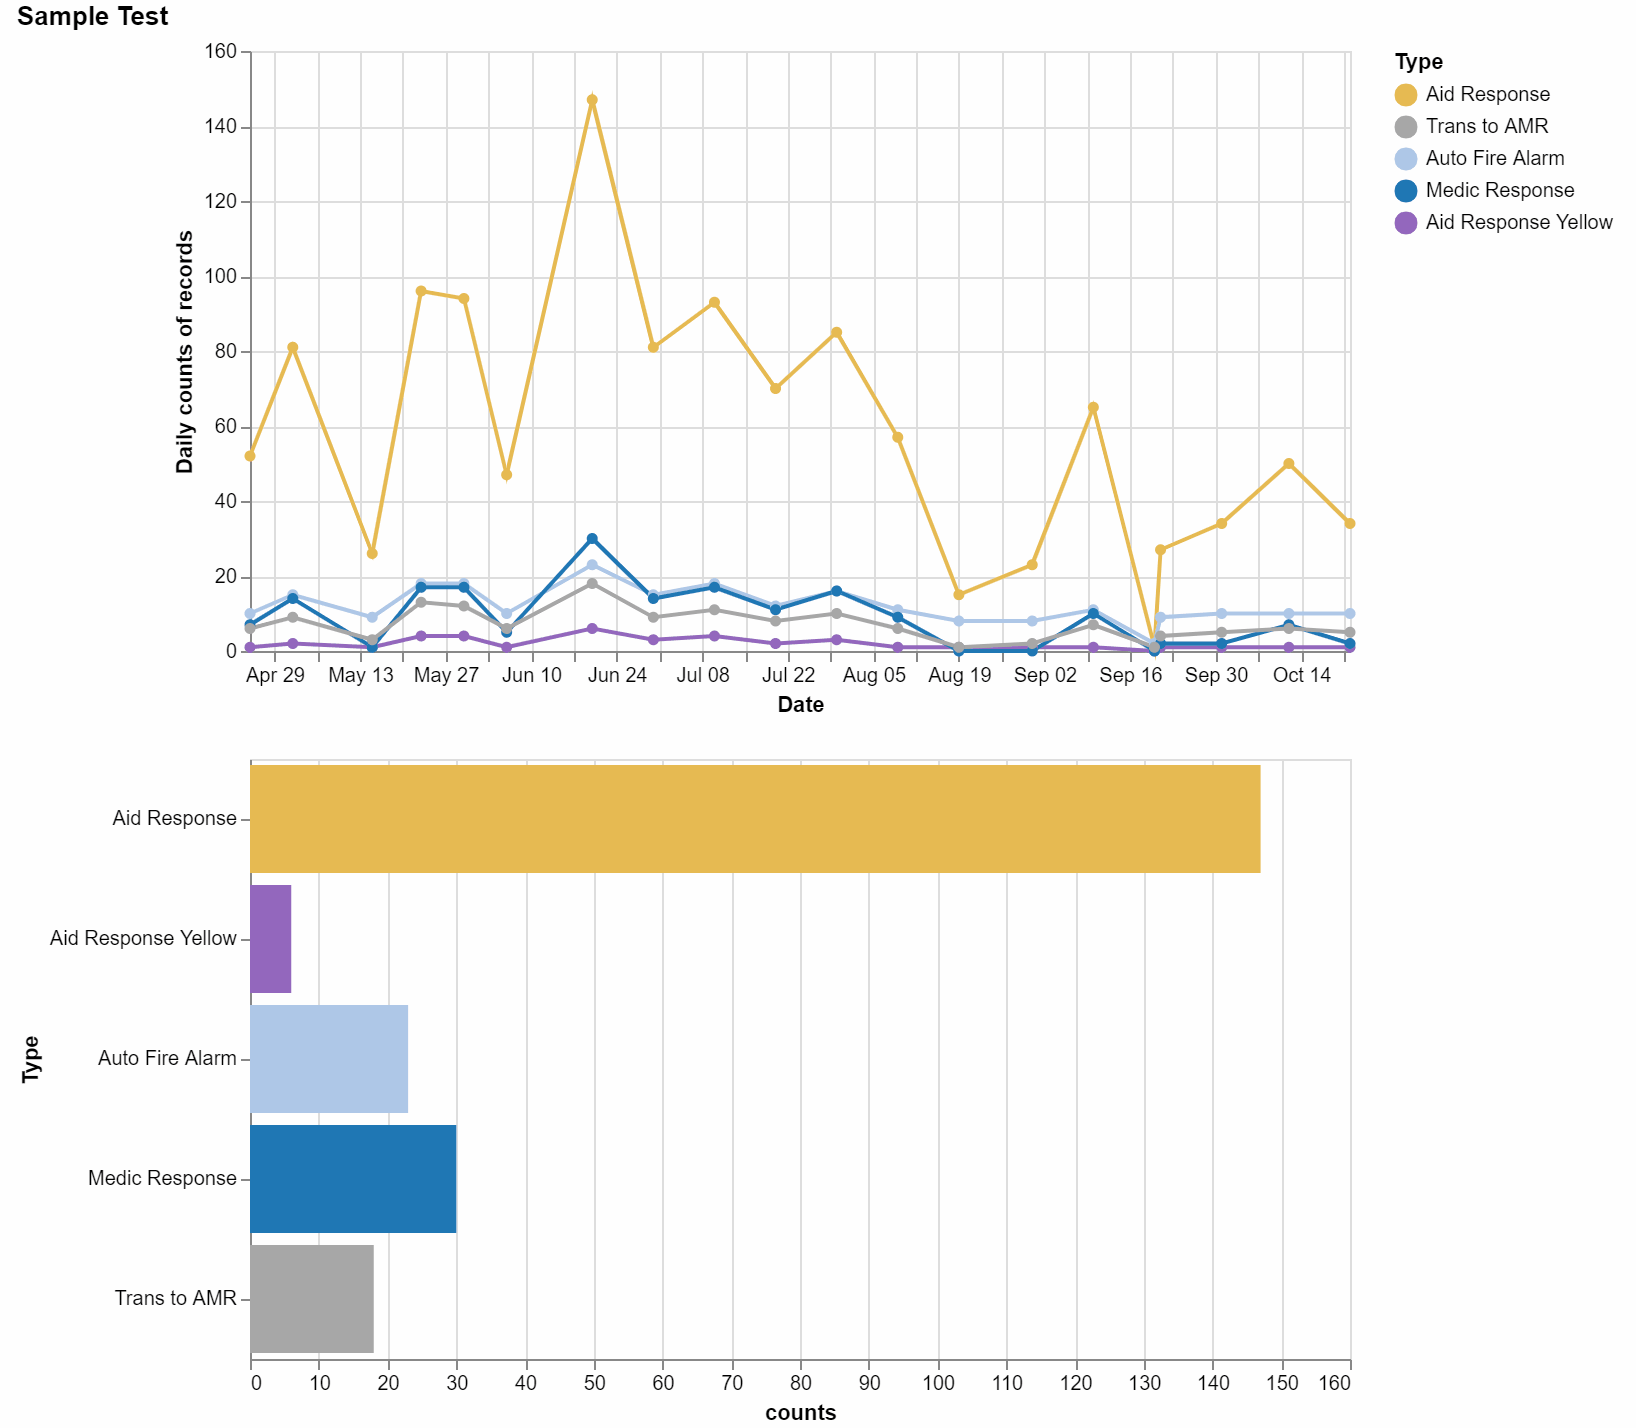 Sample Test
160
140
120
100
80
60
40
20
0
Daily counts of records
Apr 29 May 13 May 27 Jun 10 Jun 24 Jul 08 Jul 22 Aug 05 Aug 19 Sep 02 Sep 16 Sep 30 Oct 14
Date
Type
Aid Response
Trans to AMR
Auto Fire Alarm
Medic Response
Aid Response Yellow
Type
Aid Response
Aid Response Yellow
Auto Fire Alarm
Medic Response
Trans to AMR
0 10 20 30 40 50 60 70 80 90 100 110 120 130 140 150 160
counts